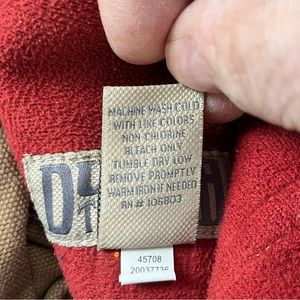 MACHINE WASH COLD
WITH LIKE COLORS
NON-CHLORINE
BLEACH ONLY
TUMBLE DRY LOW
REMOVE PROMPTLY
WARM IRON IF NEEDED
RN# 105803
45708
20037736